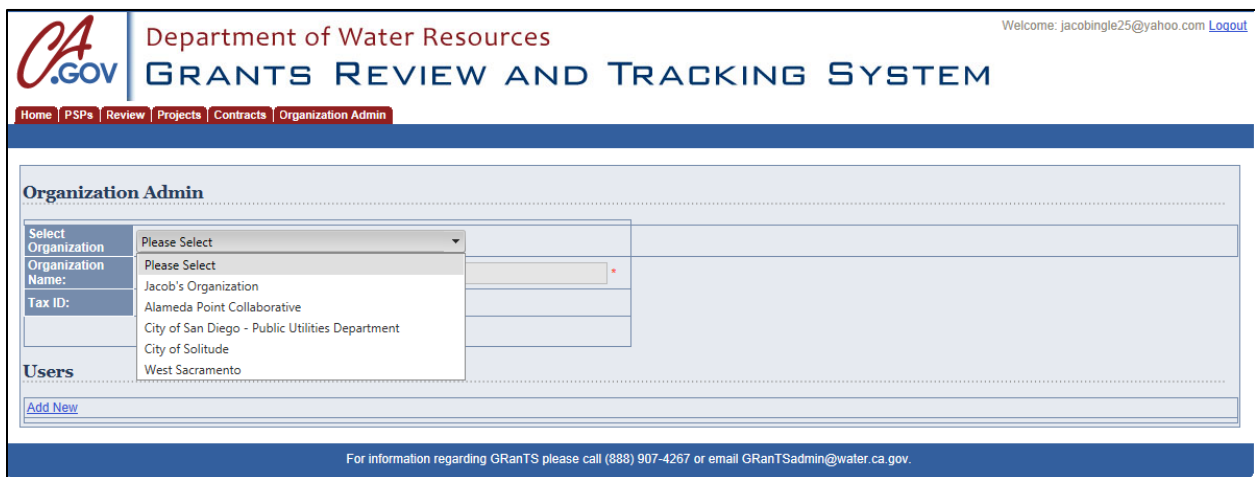 Welcome: jacobingle25@yahoo.com Logout
CA
.GOV
Department of Water Resources
GRANTS REVIEW AND TRACKING SYSTEM
Home PSPs Review Projects Contracts Organization Admin
Organization Admin
Select
Organization
Please Select
Organization
Name:
*
Tax ID:
Please Select
Jacob's Organization
Alameda Point Collaborative
City of San Diego - Public Utilities Department
City of Solitude
West Sacramento
Users
Add New
For information regarding GRanTS please call (888) 907-4267 or email GRanTSadmin@water.ca.gov.